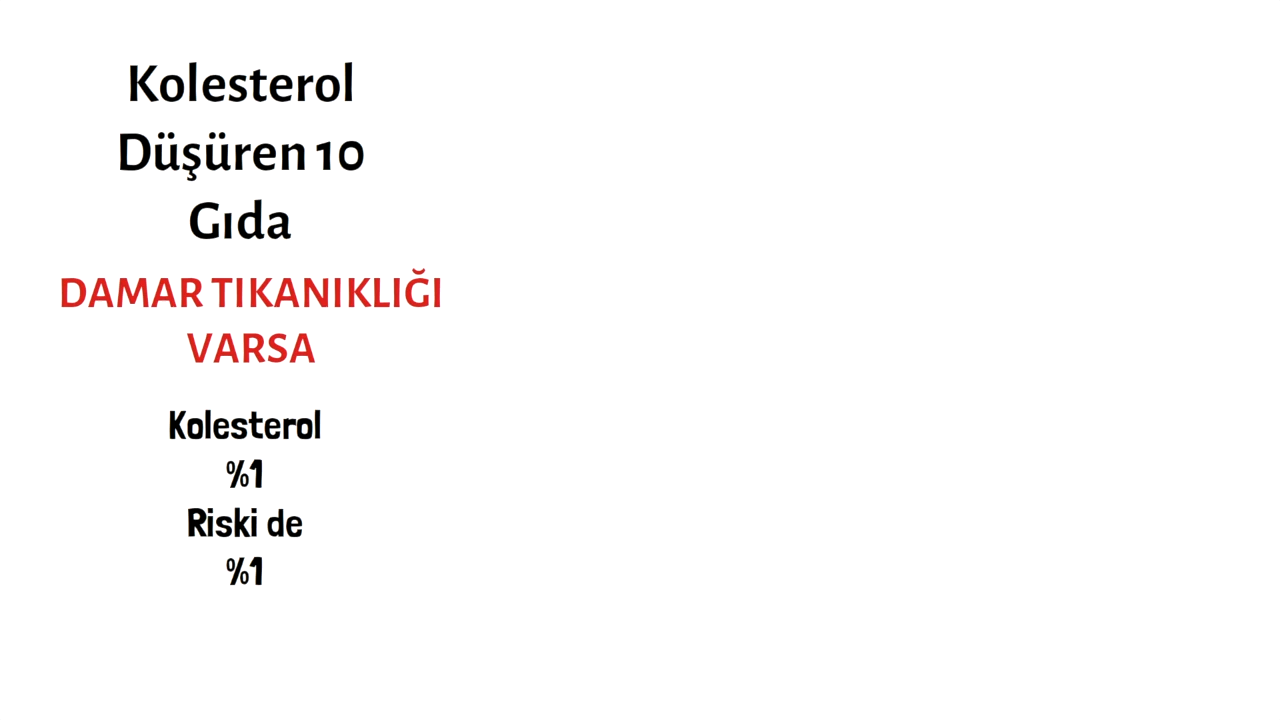 Kolesterol
Düşüren 10
Gıda
DAMAR TIKANIKLIĞI
VARSA
Kolesterol
%1
Riski de
%1